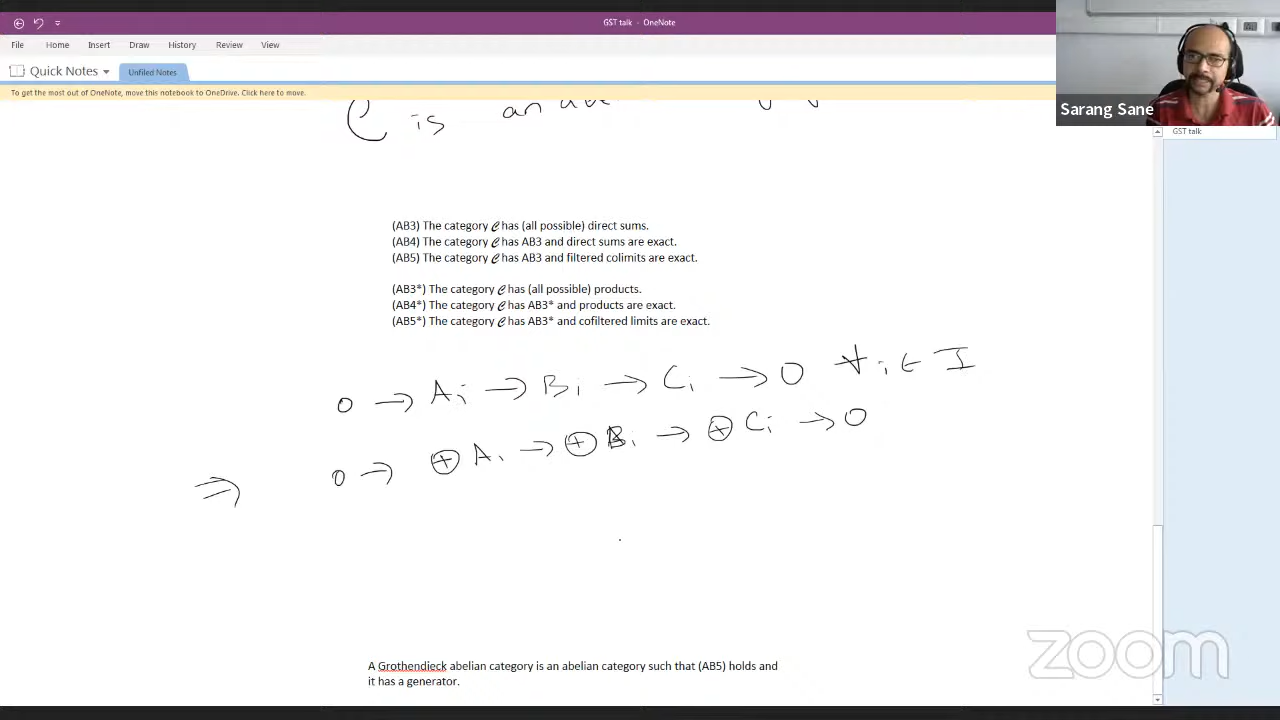 GST talk - OneNote
File Home Insert Draw History Review View
Quick Notes Unfiled Notes
To get the most out of OneNote, move this notebook to OneDrive. Click here to move.
Sarang Sane
GST talk
C is an
(AB3) The category 𝒞 has (all possible) direct sums.
(AB4) The category 𝒞 has AB3 and direct sums are exact.
(AB5) The category 𝒞 has AB3 and filtered colimits are exact.
(AB3*) The category 𝒞 has (all possible) products.
(AB4*) The category 𝒞 has AB3* and products are exact.
(AB5*) The category 𝒞 has AB3* and cofiltered limits are exact.
0 → Ai → Bi → Ci → 0 ∀ i ∈ I
⇒ 0 → ⊕ Ai → ⊕ Bi → ⊕ Ci → 0
A Grothendieck abelian category is an abelian category such that (AB5) holds and
it has a generator.
zoom